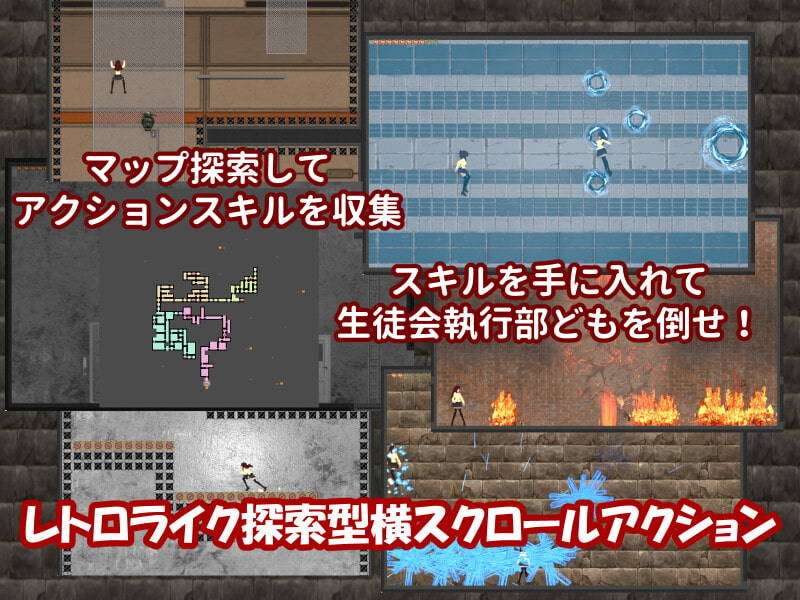 マップ探索して
アクションスキルを収集
スキルを手に入れて
生徒会執行部どもを倒せ！
レトロライク探索型横スクロールアクション